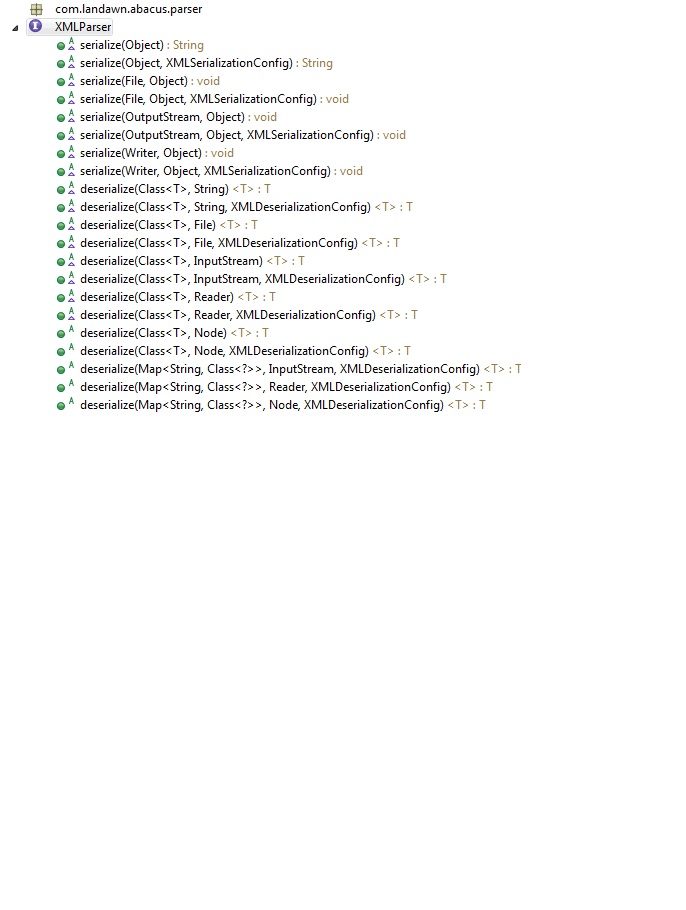 com.landawn.abacus.parser
XMLParser
serialize(Object) : String
serialize(Object, XMLSerializationConfig) : String
serialize(File, Object) : void
serialize(File, Object, XMLSerializationConfig) : void
serialize(OutputStream, Object) : void
serialize(OutputStream, Object, XMLSerializationConfig) : void
serialize(Writer, Object) : void
serialize(Writer, Object, XMLSerializationConfig) : void
deserialize(Class<T>, String) <T> : T
deserialize(Class<T>, String, XMLDeserializationConfig) <T> : T
deserialize(Class<T>, File) <T> : T
deserialize(Class<T>, File, XMLDeserializationConfig) <T> : T
deserialize(Class<T>, InputStream) <T> : T
deserialize(Class<T>, InputStream, XMLDeserializationConfig) <T> : T
deserialize(Class<T>, Reader) <T> : T
deserialize(Class<T>, Reader, XMLDeserializationConfig) <T> : T
deserialize(Class<T>, Node) <T> : T
deserialize(Class<T>, Node, XMLDeserializationConfig) <T> : T
deserialize(Map<String, Class<?>>, InputStream, XMLDeserializationConfig) <T> : T
deserialize(Map<String, Class<?>>, Reader, XMLDeserializationConfig) <T> : T
deserialize(Map<String, Class<?>>, Node, XMLDeserializationConfig) <T> : T